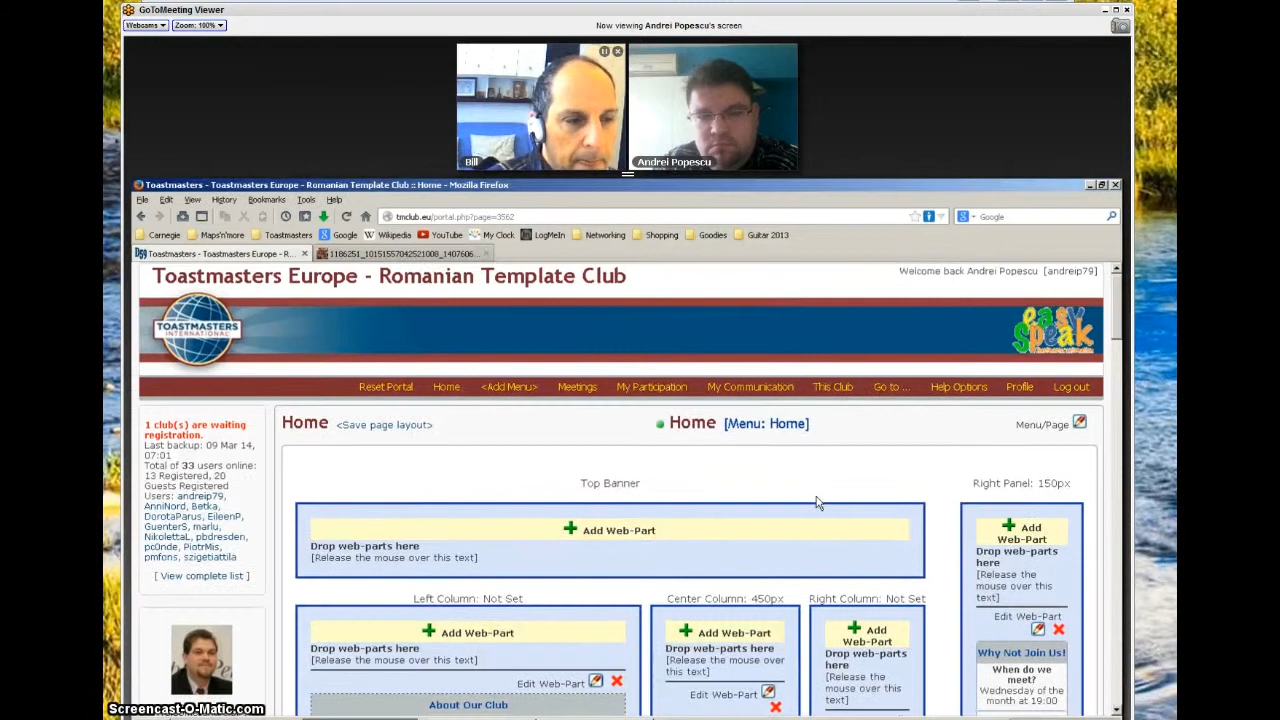 GoToMeeting Viewer
Webcams
Zoom: 100%
Now viewing Andrei Popescu's screen
Bill
Andrei Popescu
Toastmasters - Toastmasters Europe - Romanian Template Club :: Home - Mozilla Firefox
File Edit View History Bookmarks Tools Help
tmclub.eu/portal.php?page=3562
Google
Carnegie Maps'n'more Toastmasters Google Wikipedia YouTube My Clock LogMeIn Networking Shopping Goodies Guitar 2013
Toastmasters - Toastmasters Europe - R...
1186251_10151557042521008_1407606...
Toastmasters Europe - Romanian Template Club
Welcome back Andrei Popescu [andreip79]
TOASTMASTERS
INTERNATIONAL
easy
Speak
Reset Portal Home <Add Menu> Meetings My Participation My Communication This Club Go to ... Help Options Profile Log out
1 club(s) are waiting
registration.
Last backup: 09 Mar 14,
07:01
Total of 33 users online:
13 Registered, 20
Guests Registered
Users: andreip79,
AnniNord, Betka,
DorotaParus, EileenP,
GuenterS, marlu,
NikolettaL, pbdresden,
pc0nde, PiotrMis,
pmfons, szigetiattila
[ View complete list ]
Home <Save page layout>
Home [Menu: Home]
Menu/Page
Top Banner
Add Web-Part
Drop web-parts here
[Release the mouse over this text]
Right Panel: 150px
Add
Web-Part
Drop web-parts
here
[Release the
mouse over this
text]
Edit Web-Part
Why Not Join Us!
When do we
meet?
Wednesday of the
month at 19:00
Left Column: Not Set
Add Web-Part
Drop web-parts here
[Release the mouse over this text]
Edit Web-Part
About Our Club
Center Column: 450px
Add Web-Part
Drop web-parts here
[Release the mouse over
this text]
Edit Web-Part
Right Column: Not Set
Add
Web-Part
Drop web-parts
here
[Release the
mouse over this
text]
Screencast-O-Matic.com